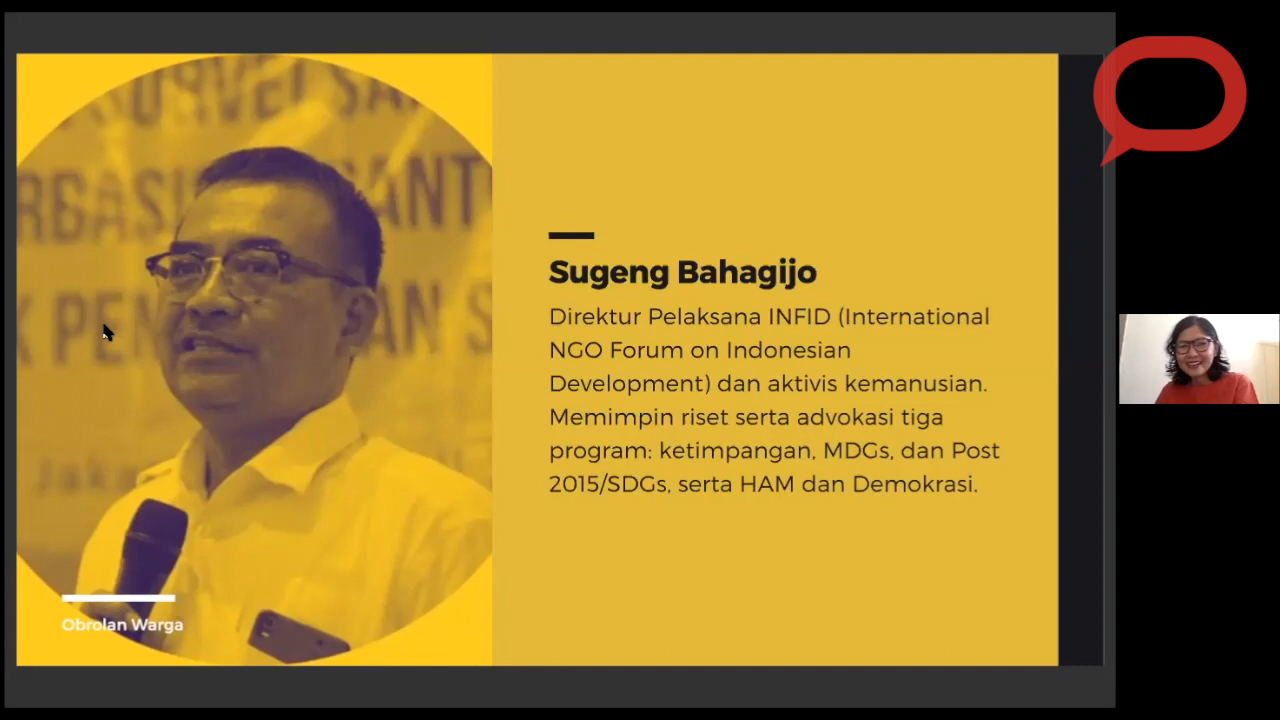 Sugeng Bahagijo
Direktur Pelaksana INFID (International
NGO Forum on Indonesian
Development) dan aktivis kemanusian.
Memimpin riset serta advokasi tiga
program: ketimpangan, MDGs, dan Post
2015/SDGs, serta HAM dan Demokrasi.
Obrolan Warga